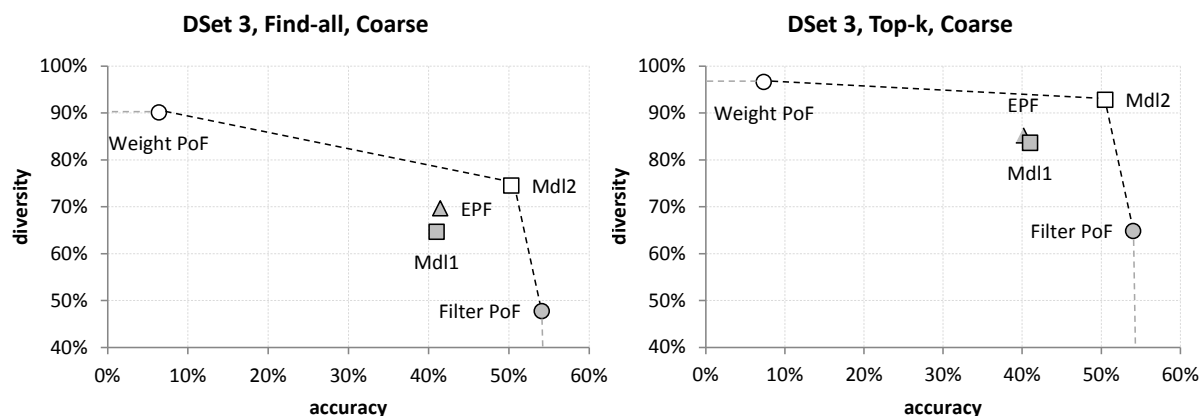 DSet 3, Find-all, Coarse
100%
90%
80%
70%
60%
50%
40%
diversity
Weight PoF
Mdl2
EPF
Mdl1
Filter PoF
0% 10% 20% 30% 40% 50% 60%
accuracy
DSet 3, Top-k, Coarse
100%
90%
80%
70%
60%
50%
40%
diversity
Weight PoF
EPF
Mdl2
Mdl1
Filter PoF
0% 10% 20% 30% 40% 50% 60%
accuracy